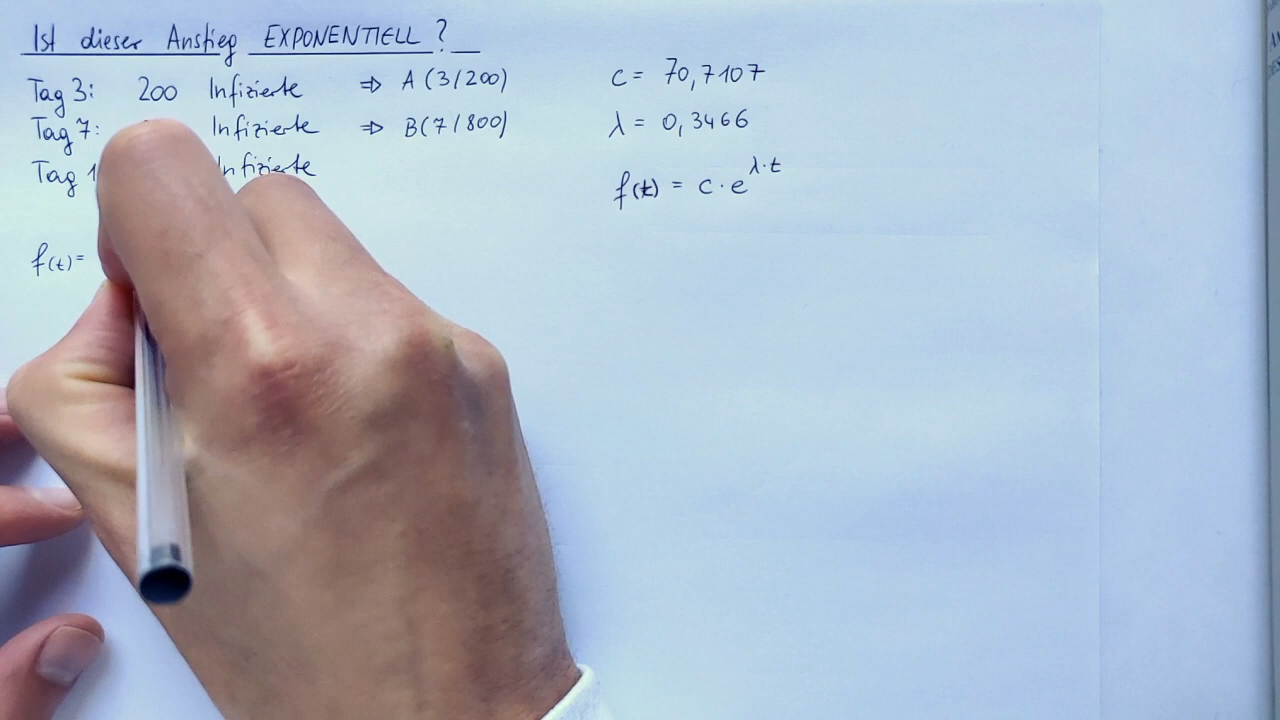 Ist dieser Anstieg EXPONENTIELL ?
Tag 3: 200 Infizierte ⇒ A (3/200)
Tag 7: Infizierte ⇒ B(7/800)
Tag 1
f(t)=
c = 70,7107
λ = 0,3466
f(t) = c · e^λ·t